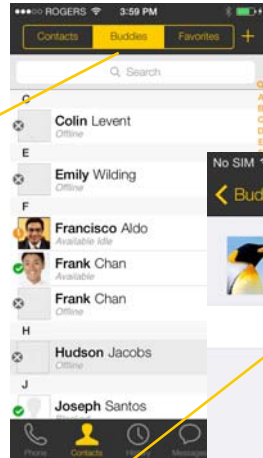 ROGERS 3:59 PM
Contacts Buddies Favorites +
Search
C
Colin Levent
Offline
E
Emily Wilding
Offline
F
Francisco Aldo
Available Idle
Frank Chan
Available
Frank Chan
Offline
H
Hudson Jacobs
Offline
J
Joseph Santos
Phone Contacts History Messages
No SIM
Bud